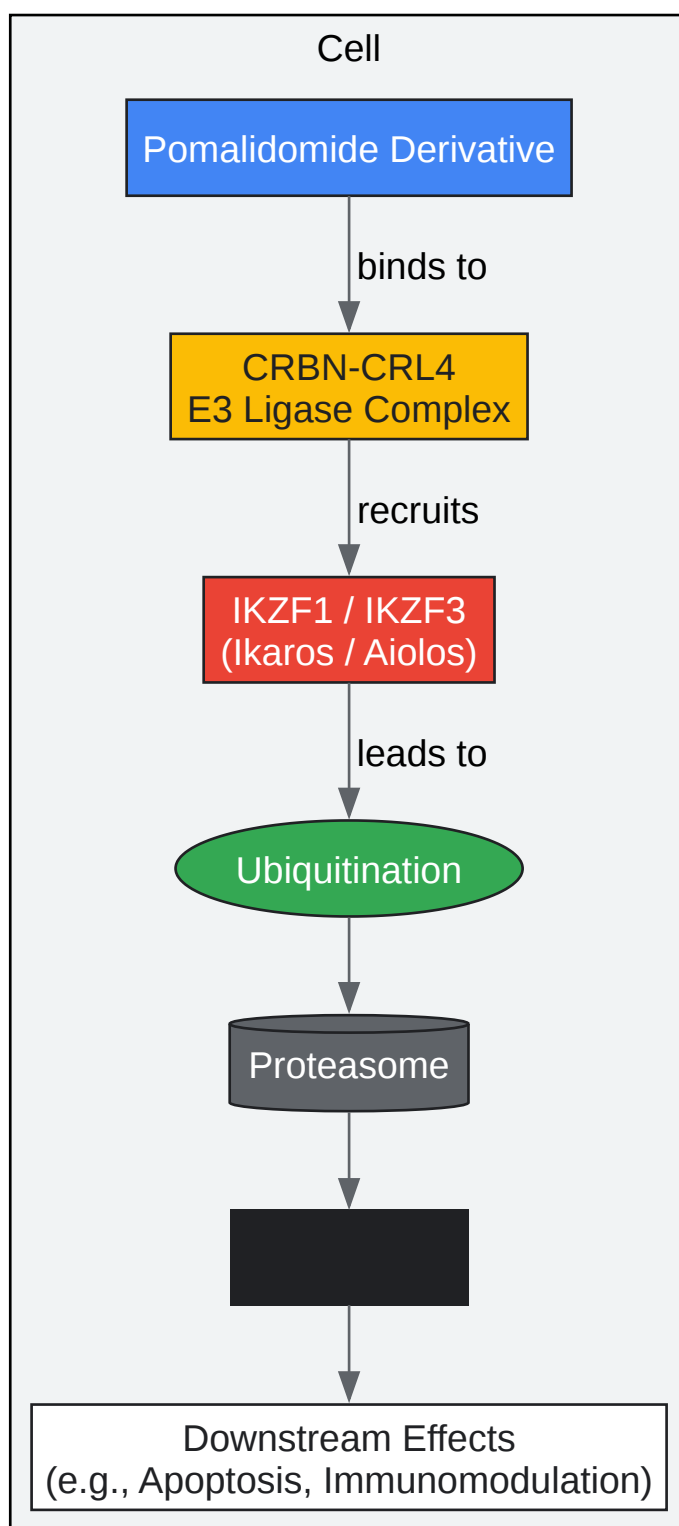 Cell
Pomalidomide Derivative
binds to
CRBN-CRL4
E3 Ligase Complex
recruits
IKZF1 / IKZF3
(Ikaros / Aiolos)
leads to
Ubiquitination
Proteasome
Downstream Effects
(e.g., Apoptosis, Immunomodulation)